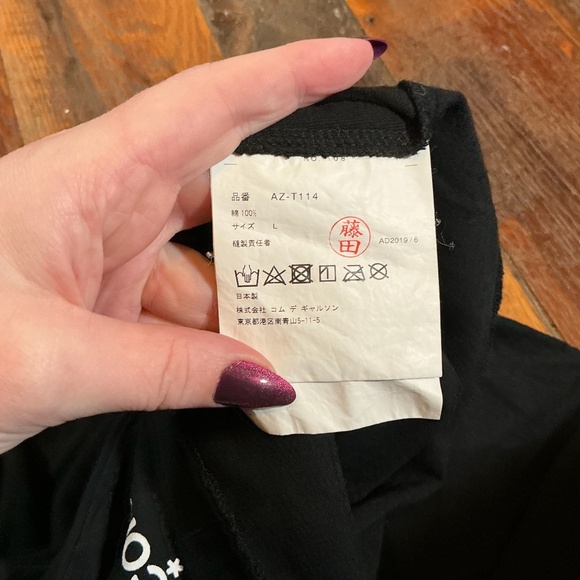 品番 AZ-T114
綿 100%
サイズ L
縫製責任者 藤田 AD2019/6
日本製
株式会社 コム デ ギャルソン
東京都港区南青山5-11-5